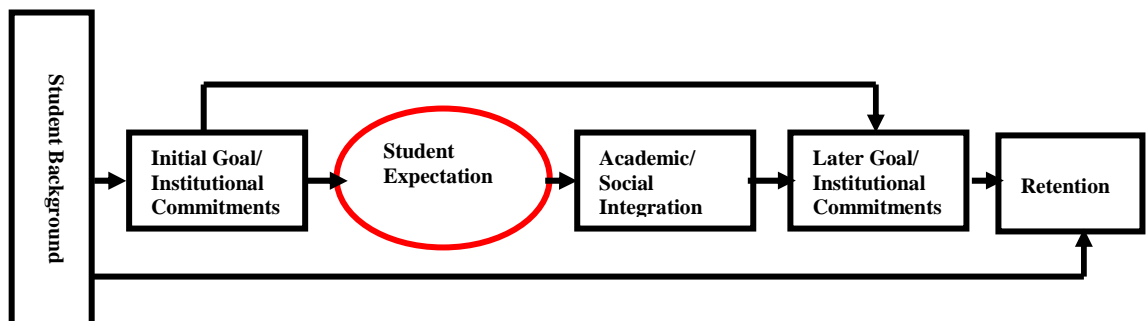 Student Background
Initial Goal/
Institutional
Commitments
Student
Expectation
Academic/
Social
Integration
Later Goal/
Institutional
Commitments
Retention